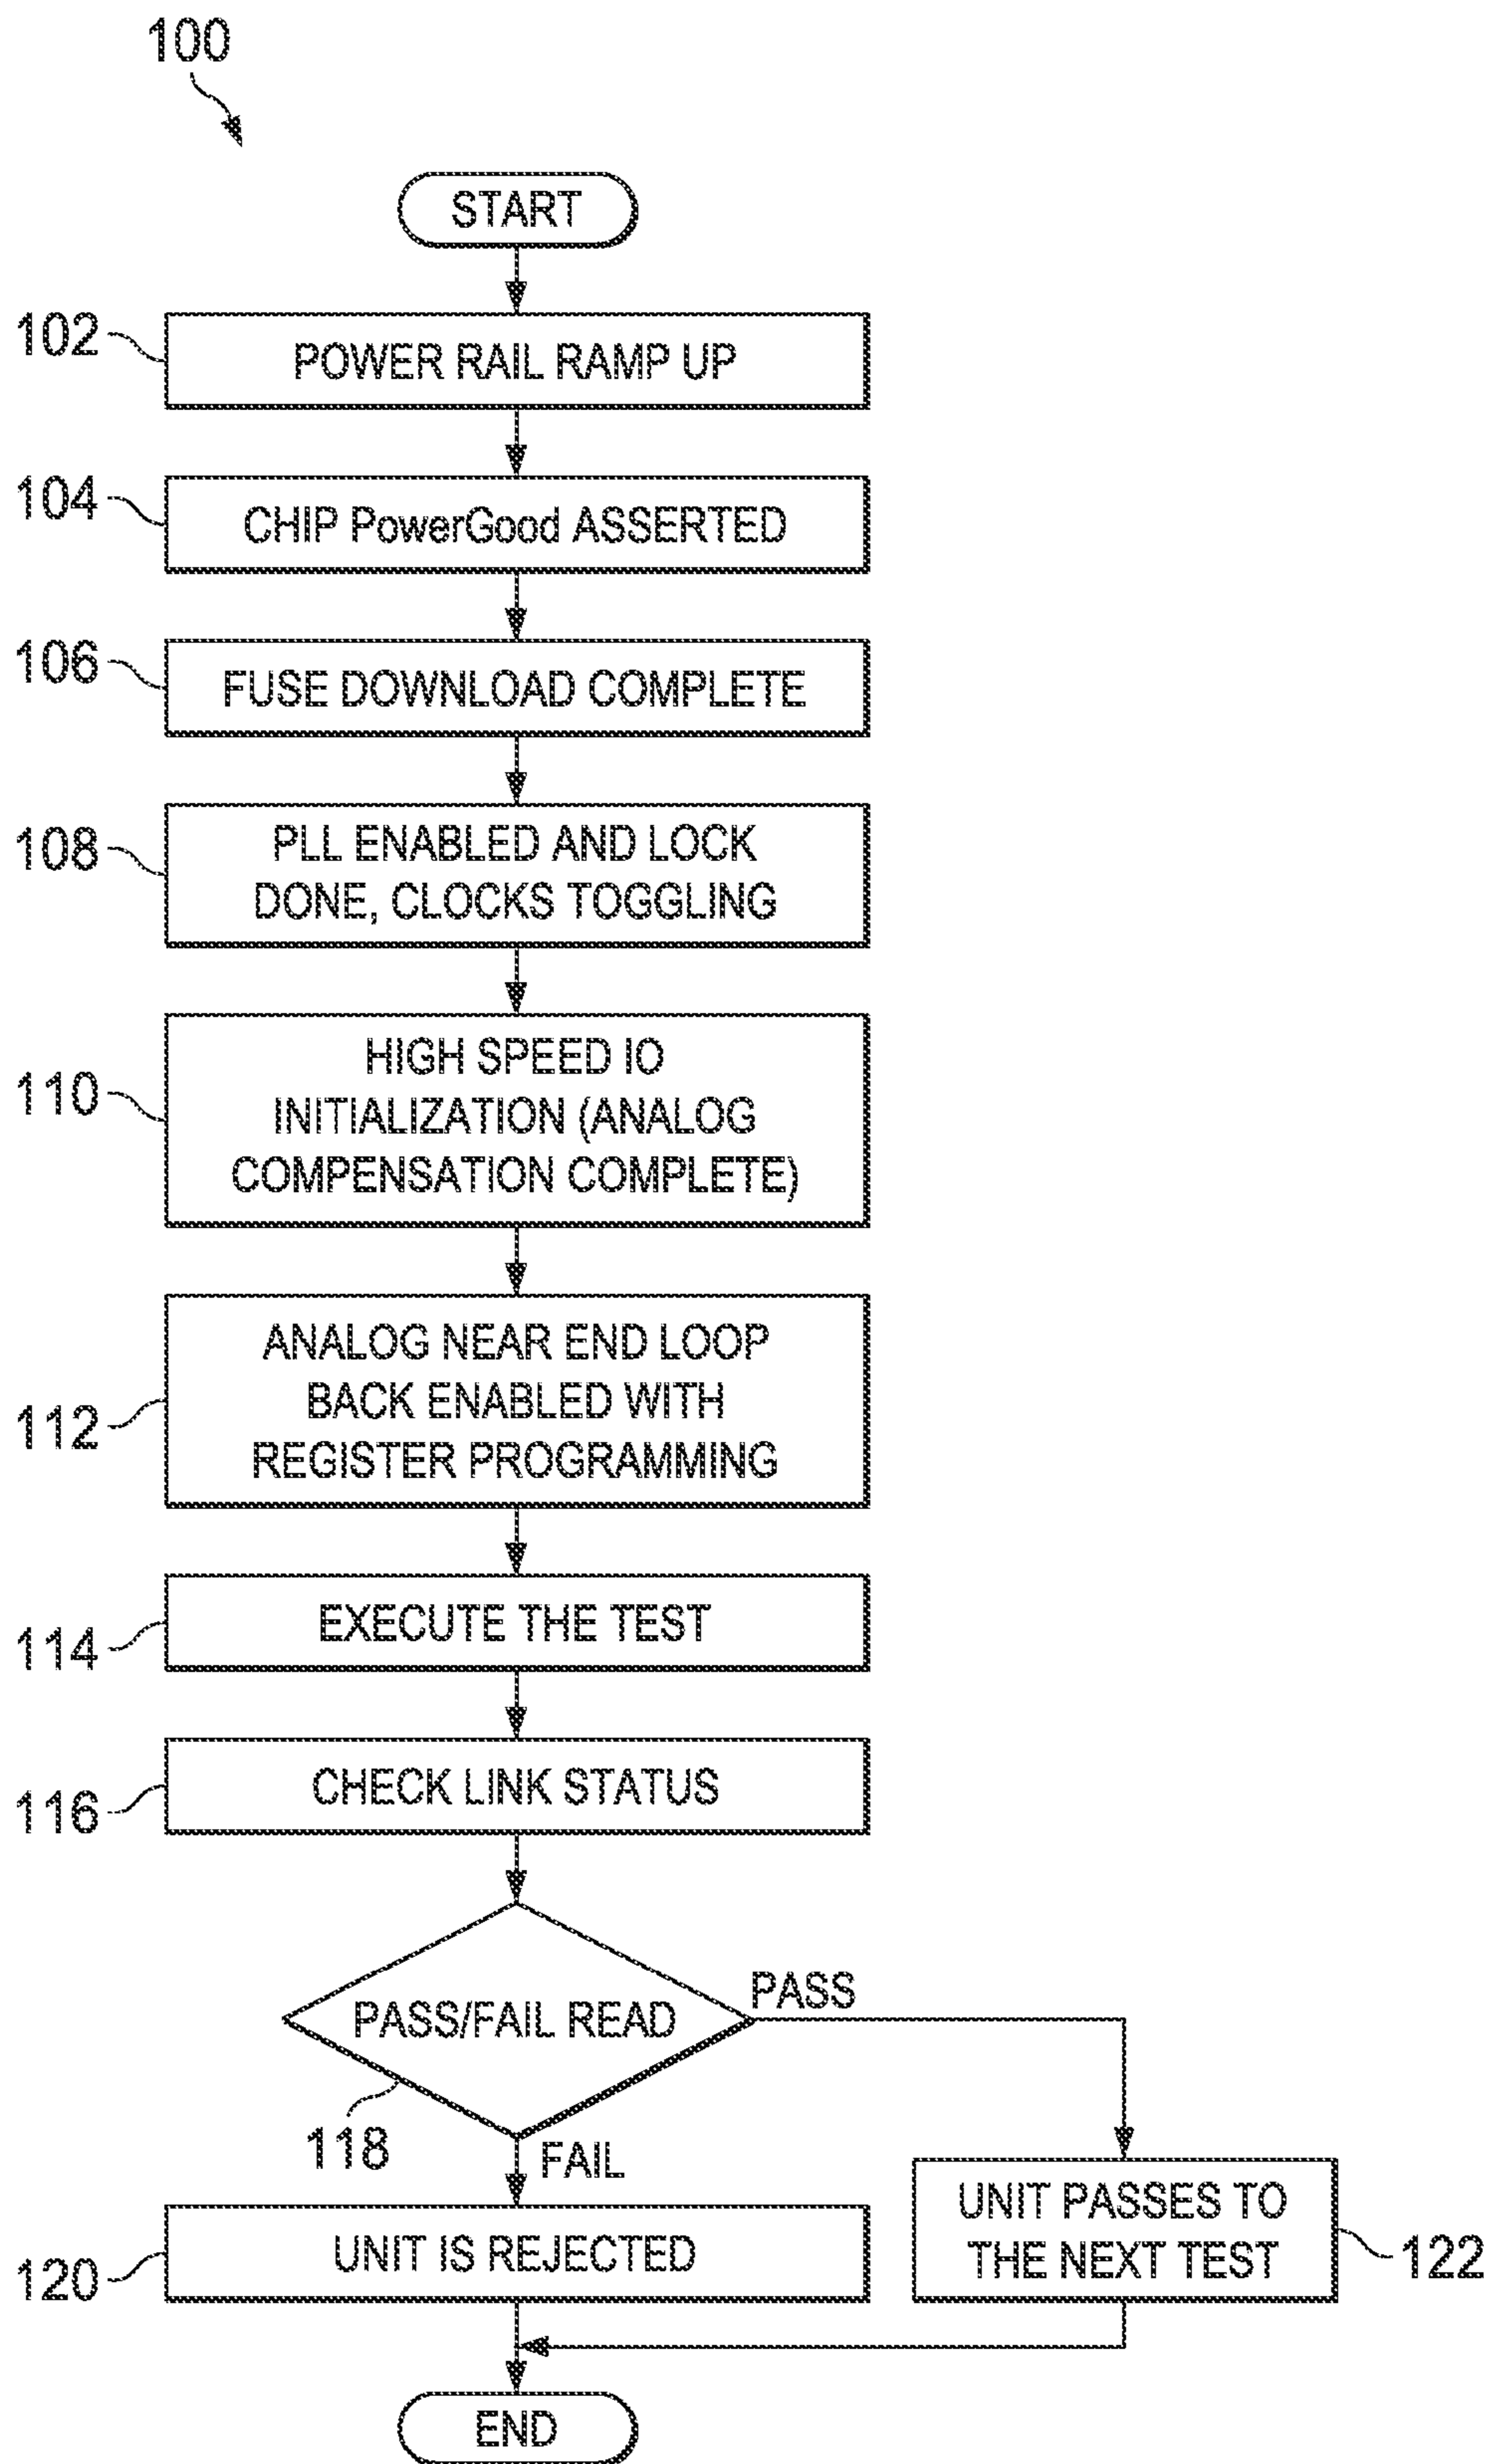 100
START
102
POWER RAIL RAMP UP
104
CHIP PowerGood ASSERTED
106
FUSE DOWNLOAD COMPLETE
108
PLL ENABLED AND LOCK
DONE, CLOCKS TOGGLING
110
HIGH SPEED IO
INITIALIZATION (ANALOG
COMPENSATION COMPLETE)
112
ANALOG NEAR END LOOP
BACK ENABLED WITH
REGISTER PROGRAMMING
114
EXECUTE THE TEST
116
CHECK LINK STATUS
PASS/FAIL READ
PASS
118
FAIL
120
UNIT IS REJECTED
UNIT PASSES TO
THE NEXT TEST
122
END